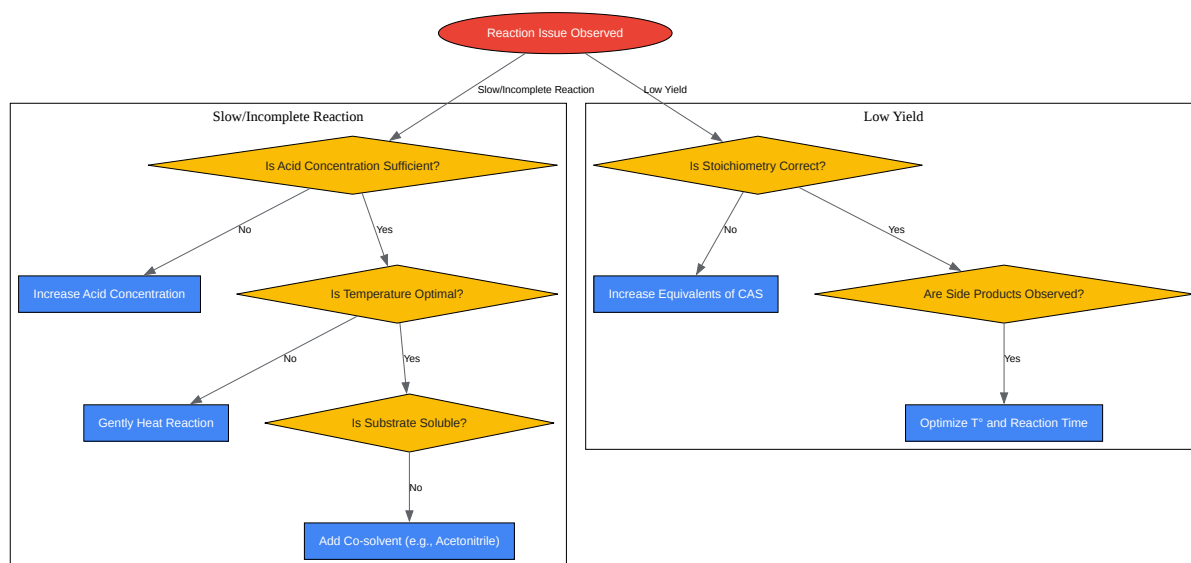 Reaction Issue Observed
Slow/Incomplete Reaction
Low Yield
Slow/Incomplete Reaction
Is Acid Concentration Sufficient?
No
Yes
Increase Acid Concentration
Is Temperature Optimal?
No
Yes
Gently Heat Reaction
Is Substrate Soluble?
No
Add Co-solvent (e.g., Acetonitrile)
Low Yield
Is Stoichiometry Correct?
No
Yes
Increase Equivalents of CAS
Are Side Products Observed?
Yes
Optimize T° and Reaction Time